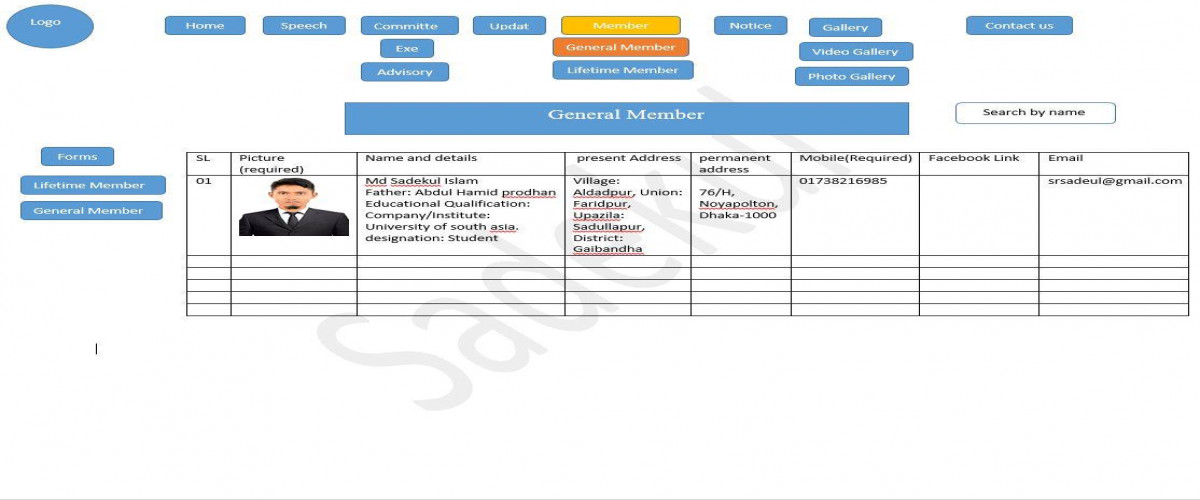 Logo
Home
Speech
Committe
Updat
Member
Notice
Gallery
Contact us
Exe
Advisory
General Member
Lifetime Member
Video Gallery
Photo Gallery
General Member
Search by name
Forms
Lifetime Member
General Member
SL
Picture
(required)
Name and details
present Address
permanent
address
Mobile(Required)
Facebook Link
Email
01
Md Sadekul Islam
Father: Abdul Hamid prodhan
Educational Qualification:
Company/institute:
University of south asia.
designation: Student
Village:
Aldadpur, Union:
Faridpur,
Upazila:
Sadullapur,
District:
Gaibandha
76/H,
Noyapolton,
Dhaka-1000
01738216985
srsadeul@gmail.com
Sadekul